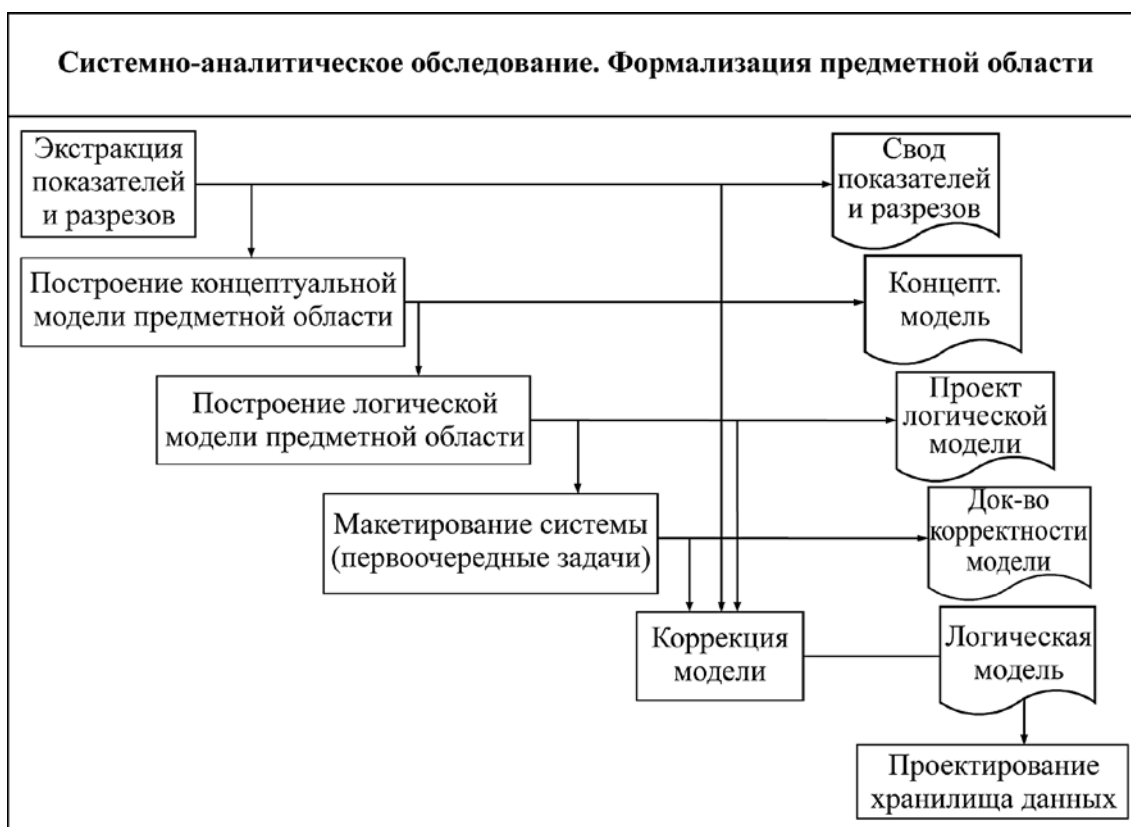 Системно-аналитическое обследование. Формализация предметной области
Экстракция
показателей
и разрезов
Свод
показателей
и разрезов
Построение концептуальной
модели предметной области
Концепт.
модель
Построение логической
модели предметной области
Проект
логической
модели
Макетирование системы
(первоочередные задачи)
Док-во
корректности
модели
Коррекция
модели
Логическая
модель
Проектирование
хранилища данных